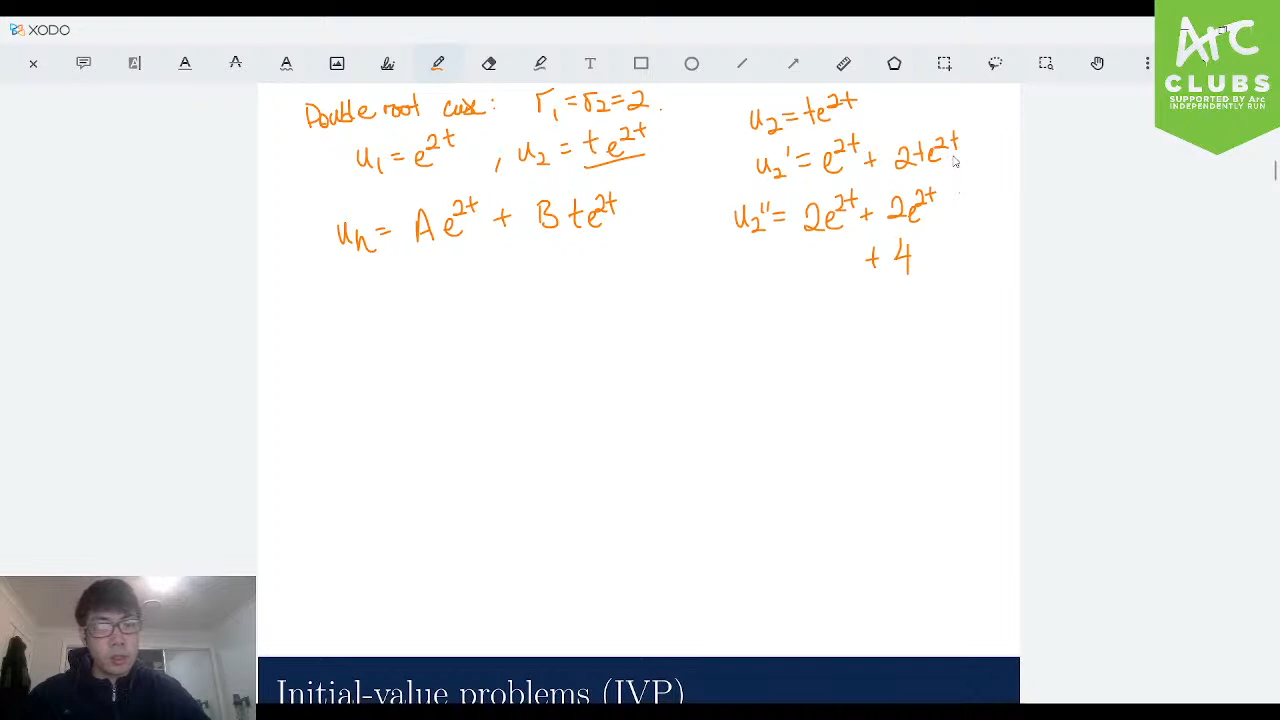 XODO
ArC
CLUBS
SUPPORTED BY Arc
INDEPENDENTLY RUN
Double root case: r₁=r₂=2.
u₁ = e^{2t}, u₂ = te^{2t}
uₕ = Ae^{2t} + Bte^{2t}
u₂ = te^{2t}
u₂' = e^{2t} + 2te^{2t}
u₂'' = 2e^{2t} + 2e^{2t}
+ 4
Initial-value problems (IVP)